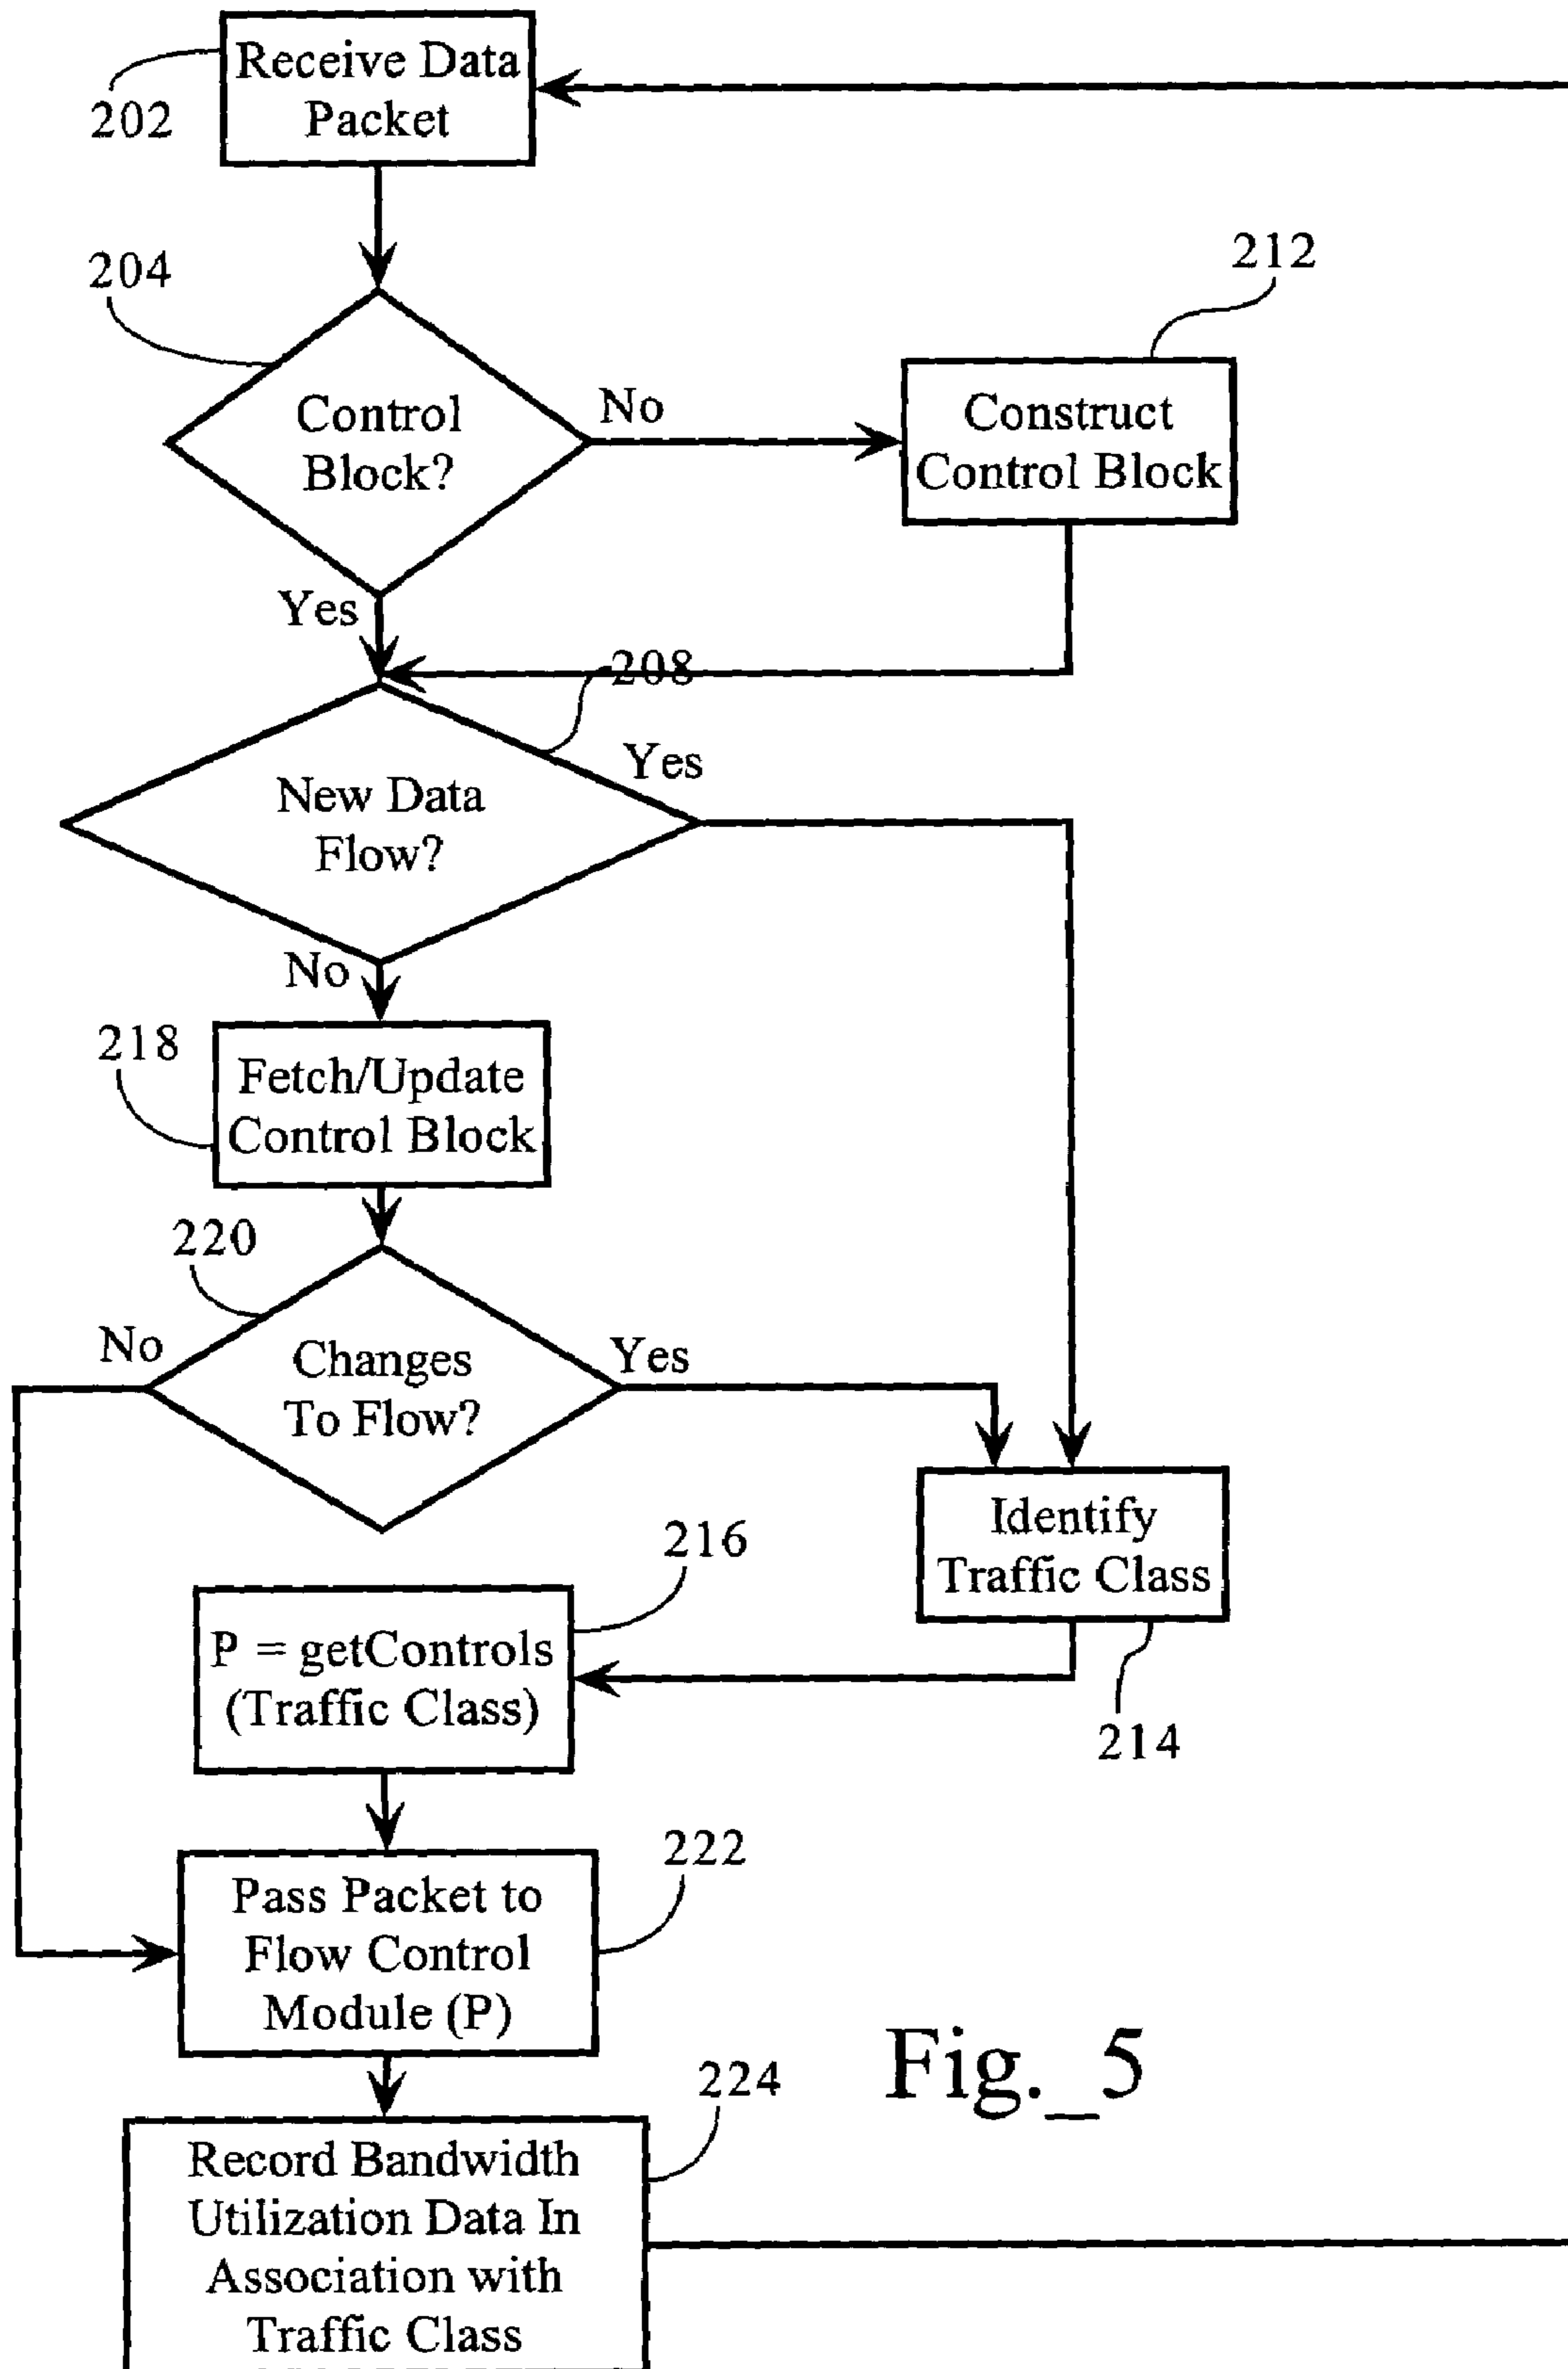 Receive Data
Packet
202
204
212
Control
Block?
No
Construct
Control Block
Yes
208
Yes
New Data
Flow?
No
218
Fetch/Update
Control Block
220
No
Changes
To Flow?
Yes
Identify
Traffic Class
216
P = getControls
(Traffic Class)
214
222
Pass Packet to
Flow Control
Module (P)
Fig._5
224
Record Bandwidth
Utilization Data In
Association with
Traffic Class